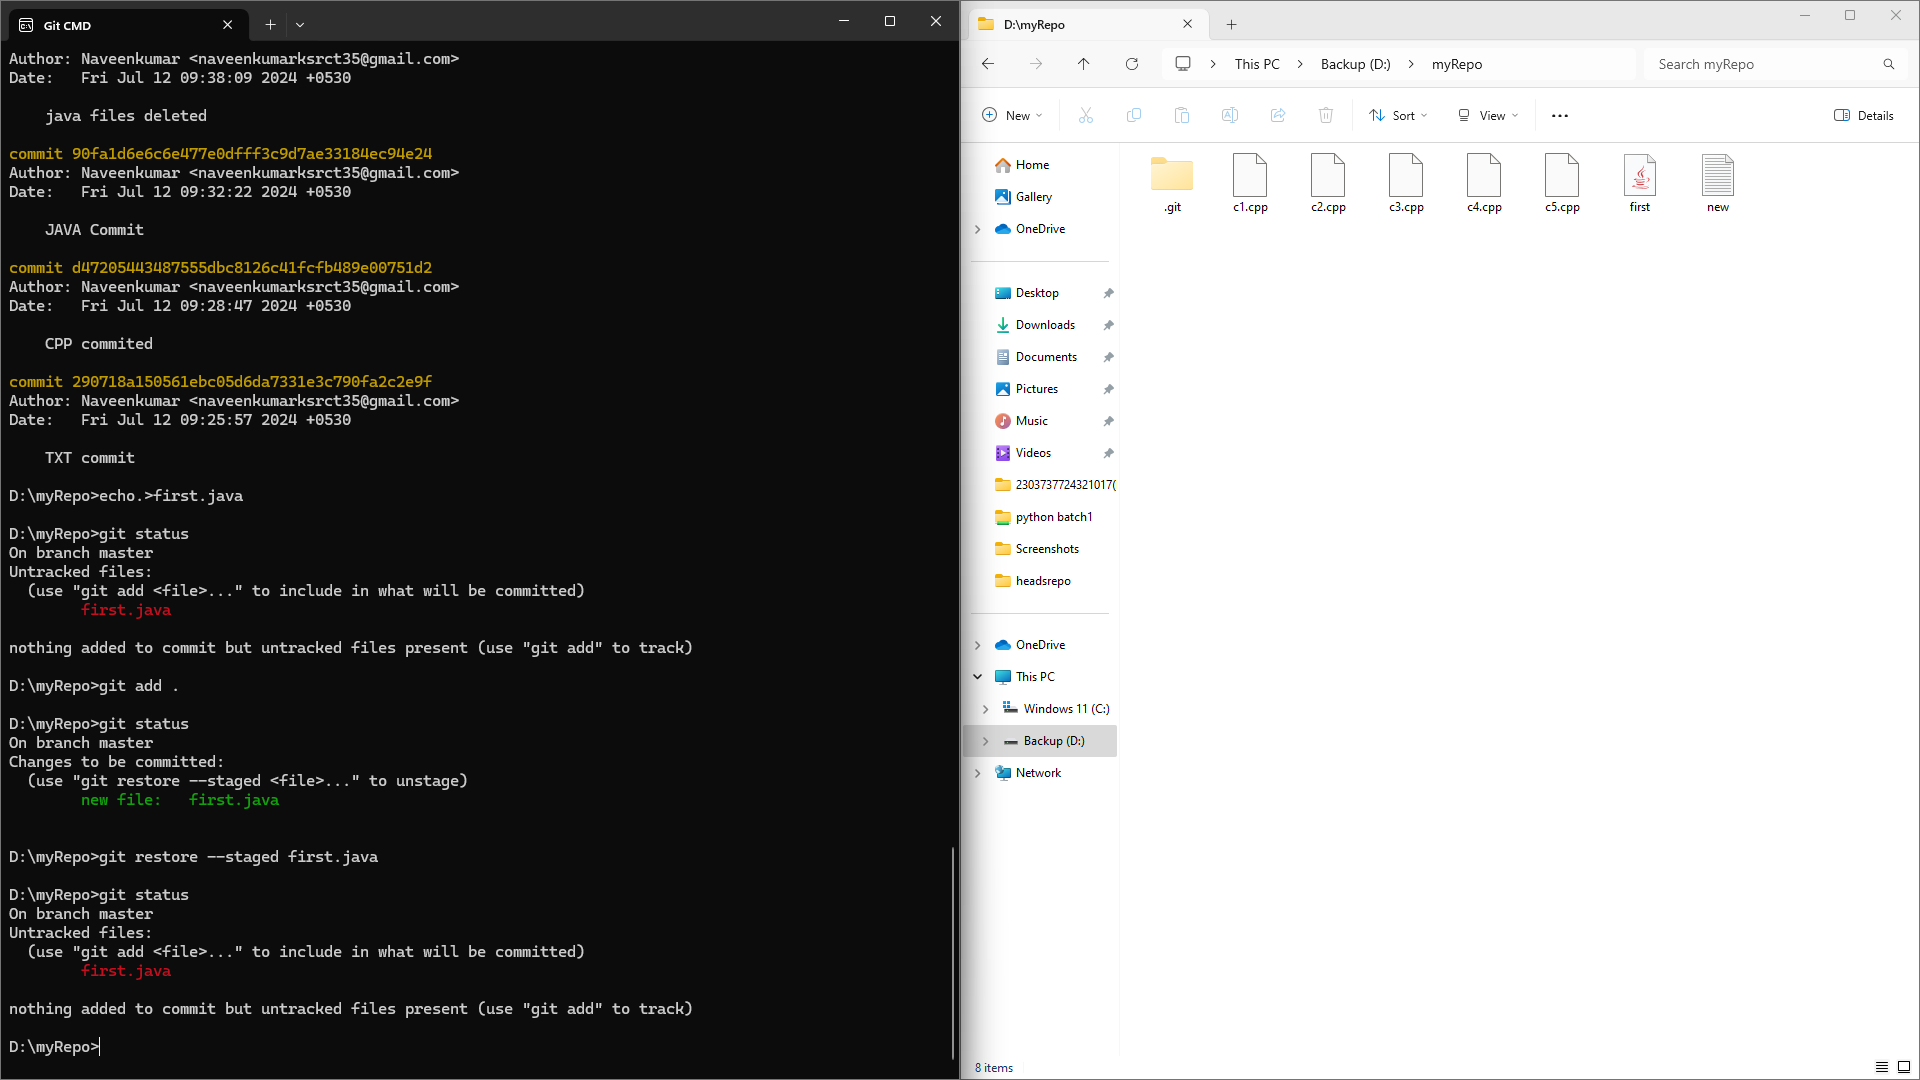 Git CMD
Author: Naveenkumar <naveenkumarksrct35@gmail.com>
Date:   Fri Jul 12 09:38:09 2024 +0530
    java files deleted
commit 90fa1d6e6c6e477e0dfff3c9d7ae33184ec94e24
Author: Naveenkumar <naveenkumarksrct35@gmail.com>
Date:   Fri Jul 12 09:32:22 2024 +0530
    JAVA Commit
commit d47205443487555dbc8126c41fcfb489e00751d2
Author: Naveenkumar <naveenkumarksrct35@gmail.com>
Date:   Fri Jul 12 09:28:47 2024 +0530
    CPP commited
commit 290718a150561ebc05d6da7331e3c790fa2c2e9f
Author: Naveenkumar <naveenkumarksrct35@gmail.com>
Date:   Fri Jul 12 09:25:57 2024 +0530
    TXT commit
D:\myRepo>echo.>first.java
D:\myRepo>git status
On branch master
Untracked files:
  (use "git add <file>..." to include in what will be committed)
        first.java
nothing added to commit but untracked files present (use "git add" to track)
D:\myRepo>git add .
D:\myRepo>git status
On branch master
Changes to be committed:
  (use "git restore --staged <file>..." to unstage)
        new file:   first.java
D:\myRepo>git restore --staged first.java
D:\myRepo>git status
On branch master
Untracked files:
  (use "git add <file>..." to include in what will be committed)
        first.java
nothing added to commit but untracked files present (use "git add" to track)
D:\myRepo>
D:\myRepo
This PC > Backup (D:) > myRepo
Search myRepo
New
Sort
View
Details
Home
Gallery
OneDrive
Desktop
Downloads
Documents
Pictures
Music
Videos
2303737724321017(
python batch1
Screenshots
headsrepo
OneDrive
This PC
Windows 11 (C:)
Backup (D:)
Network
.git
c1.cpp
c2.cpp
c3.cpp
c4.cpp
c5.cpp
first
new
8 items